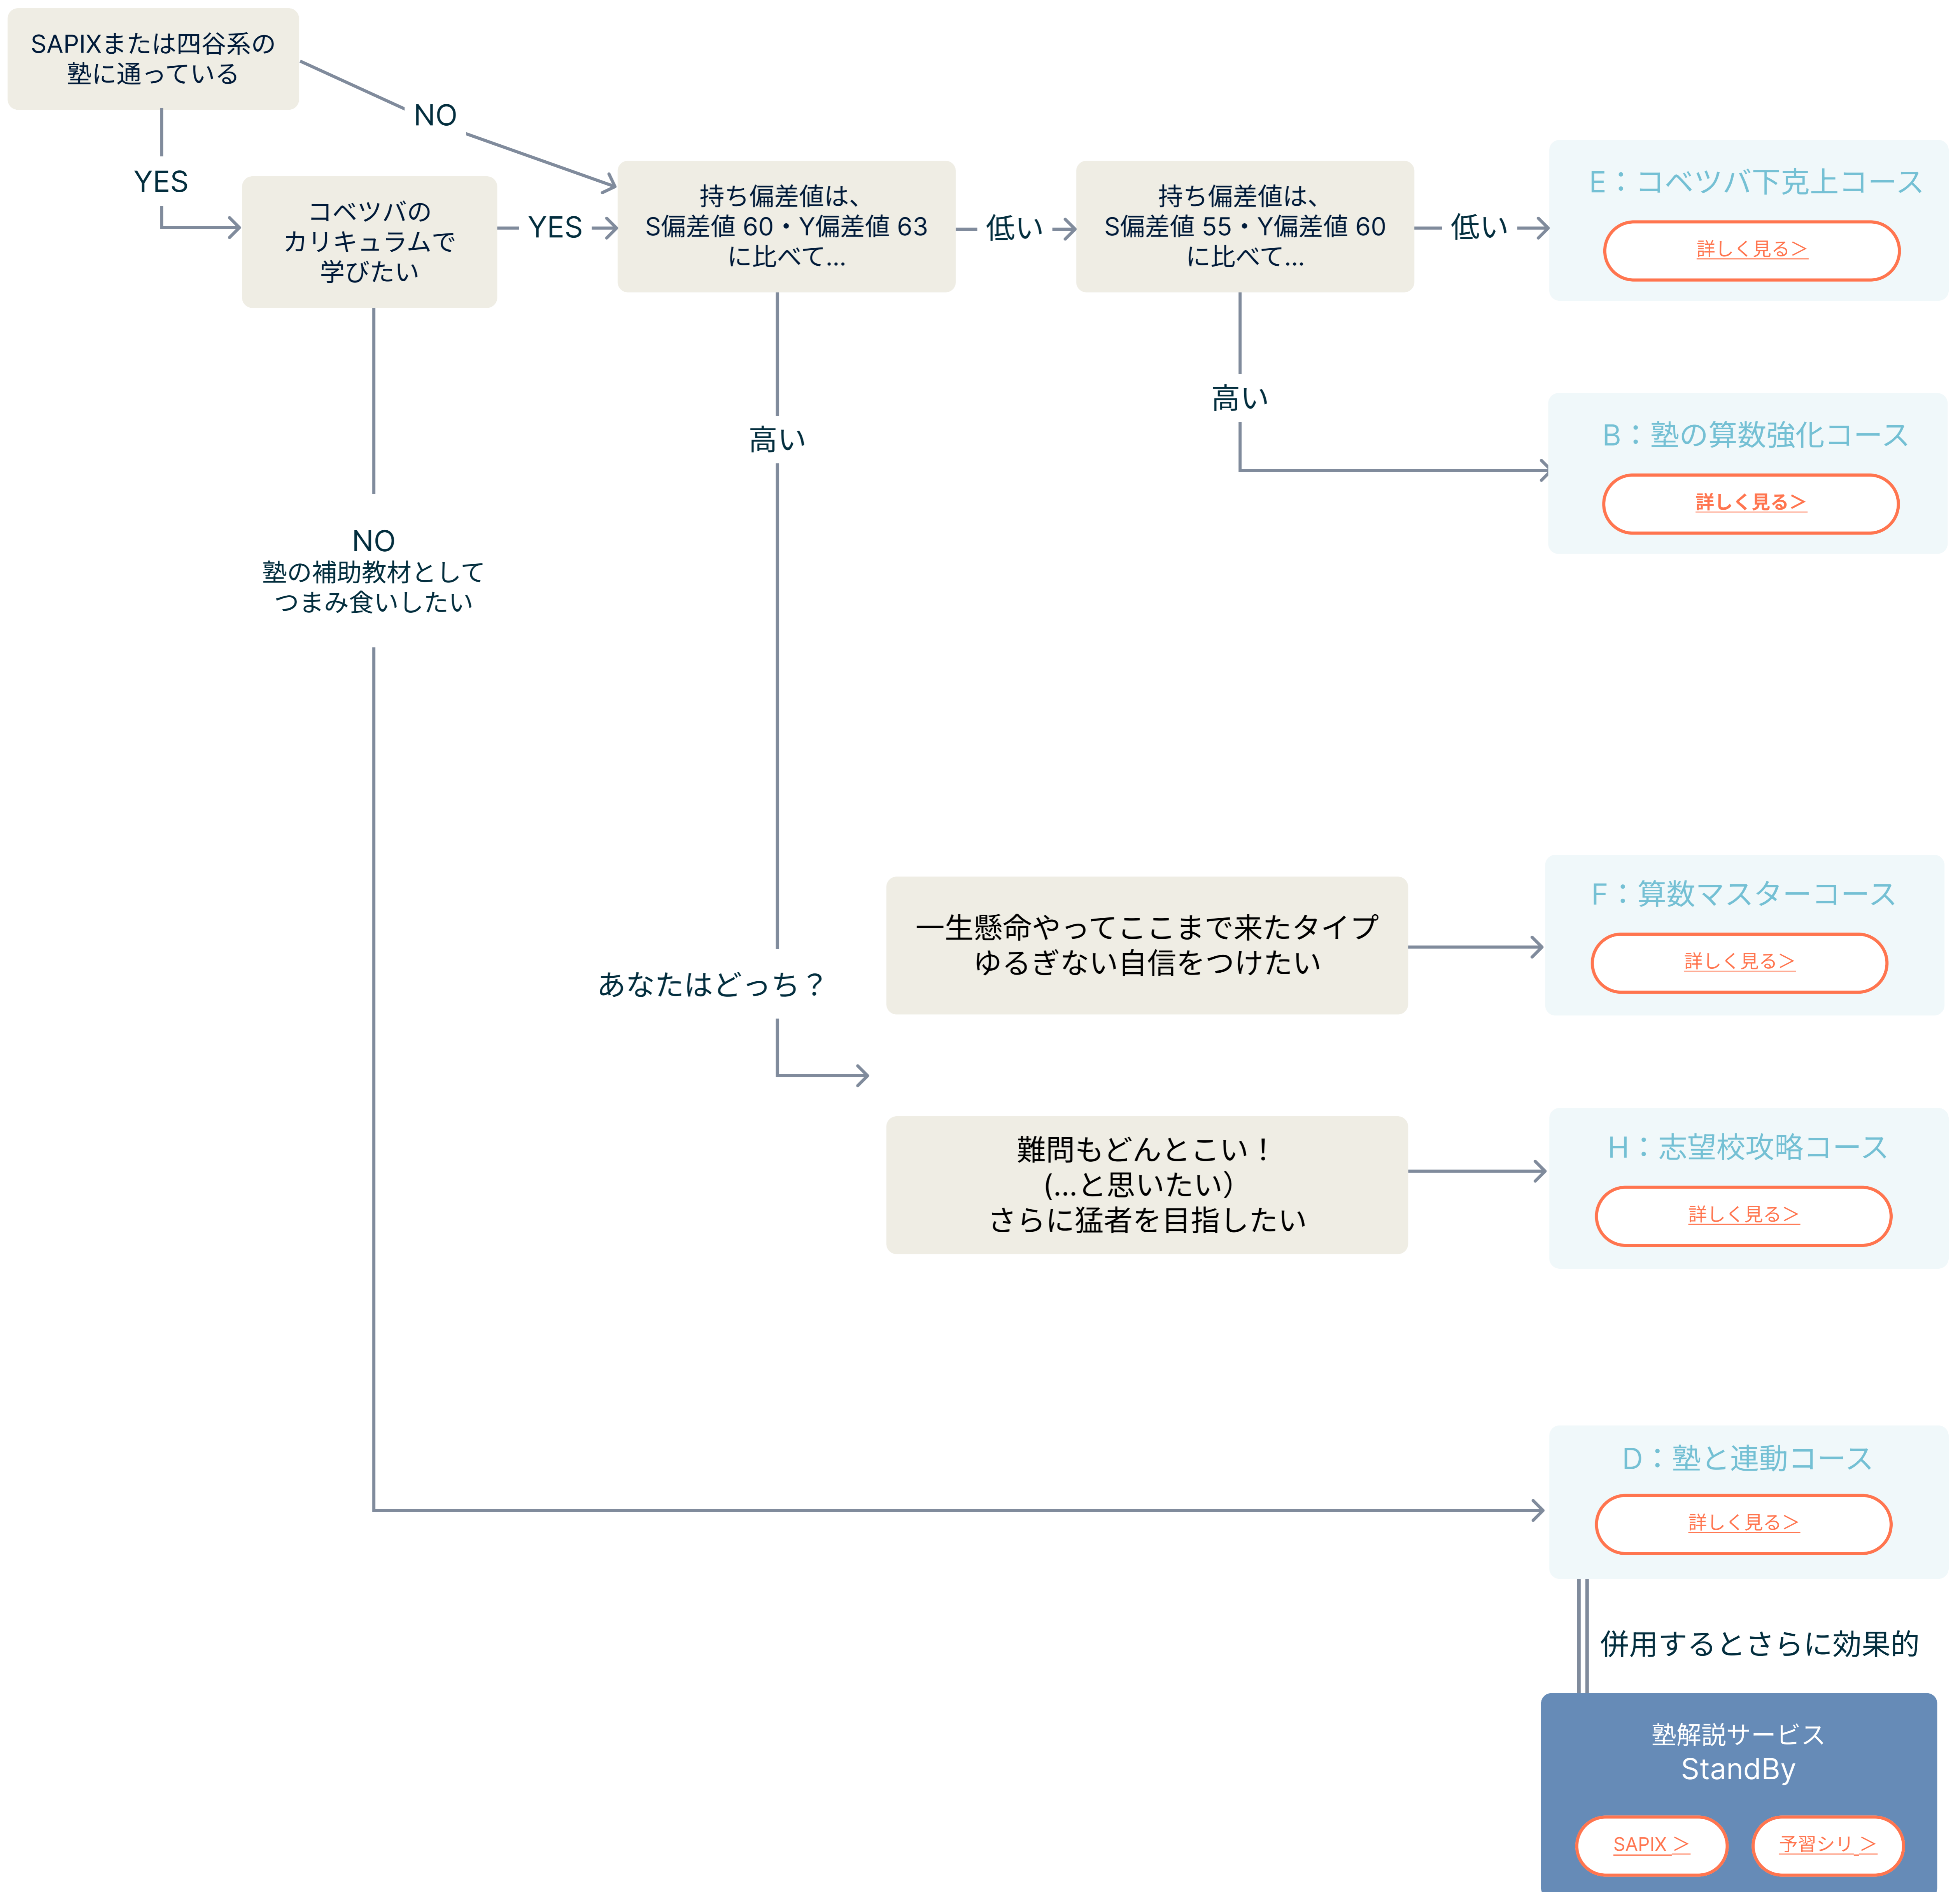 SAPIXまたは四谷系の
塾に通っている
NO
YES
コベツバの
カリキュラムで
学びたい
YES
持ち偏差値は、
S偏差値 60・Y偏差値 63
に比べて...
低い
持ち偏差値は、
S偏差値 55・Y偏差値 60
に比べて...
低い
E：コベツバ下克上コース
詳しく見る＞
高い
B：塾の算数強化コース
詳しく見る＞
高い
NO
塾の補助教材として
つまみ食いしたい
あなたはどっち？
一生懸命やってここまで来たタイプ
ゆるぎない自信をつけたい
F：算数マスターコース
詳しく見る＞
難問もどんとこい！
(...と思いたい）
さらに猛者を目指したい
H：志望校攻略コース
詳しく見る＞
D：塾と連動コース
詳しく見る＞
併用するとさらに効果的
塾解説サービス
StandBy
SAPIX ＞
予習シリ ＞